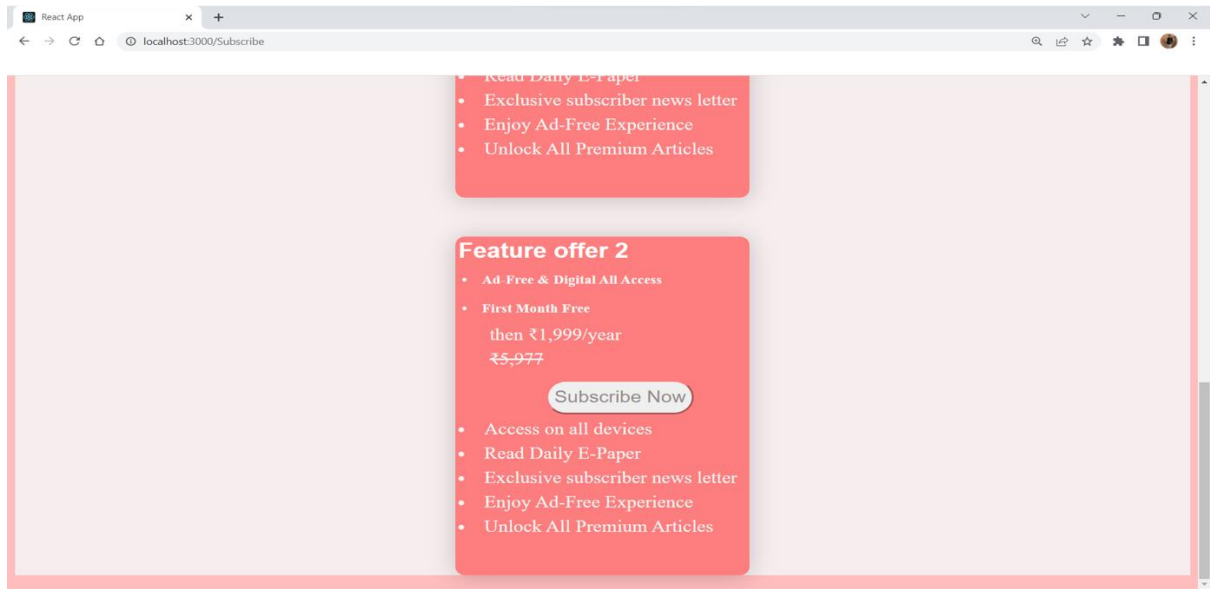 React App
localhost:3000/Subscribe
Read Daily E-Paper
Exclusive subscriber news letter
Enjoy Ad-Free Experience
Unlock All Premium Articles
Feature offer 2
Ad-Free & Digital All Access
First Month Free
then ₹1,999/year
₹5,977
Subscribe Now
Access on all devices
Read Daily E-Paper
Exclusive subscriber news letter
Enjoy Ad-Free Experience
Unlock All Premium Articles